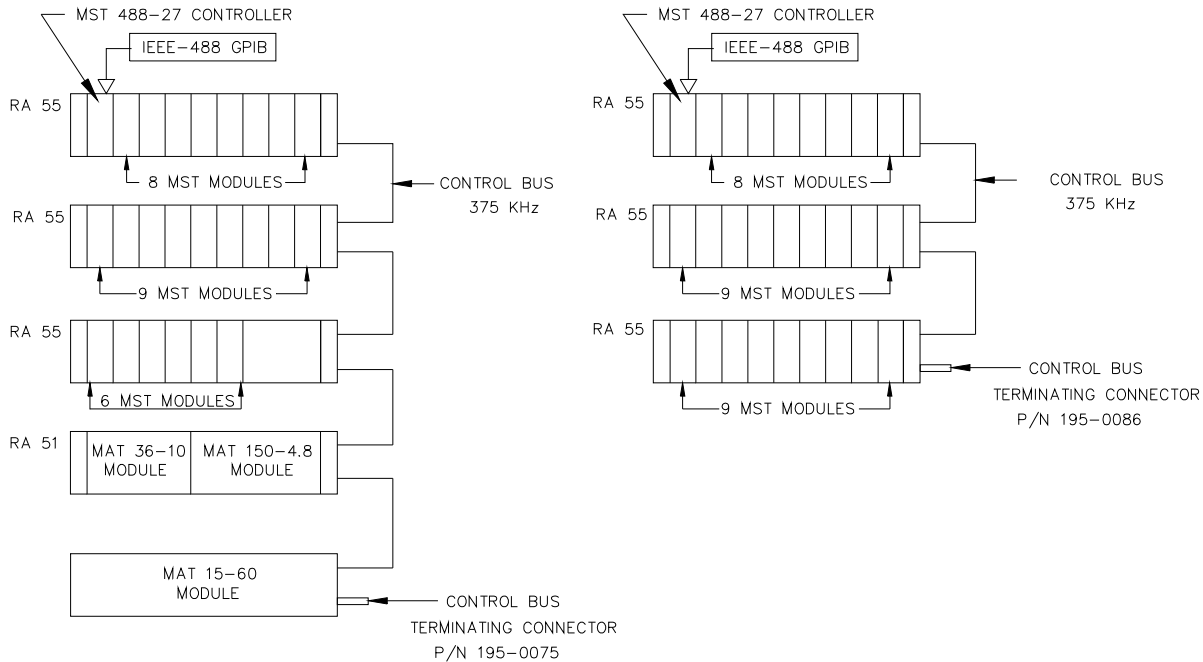 MST 488-27 CONTROLLER
IEEE-488 GPIB
RA 55
8 MST MODULES
CONTROL BUS
375 KHz
RA 55
9 MST MODULES
RA 55
6 MST MODULES
RA 51
MAT 36-10
MODULE
MAT 150-4.8
MODULE
MAT 15-60
MODULE
CONTROL BUS
TERMINATING CONNECTOR
P/N 195-0075
MST 488-27 CONTROLLER
IEEE-488 GPIB
RA 55
8 MST MODULES
CONTROL BUS
375 KHz
RA 55
9 MST MODULES
RA 55
9 MST MODULES
CONTROL BUS
TERMINATING CONNECTOR
P/N 195-0086